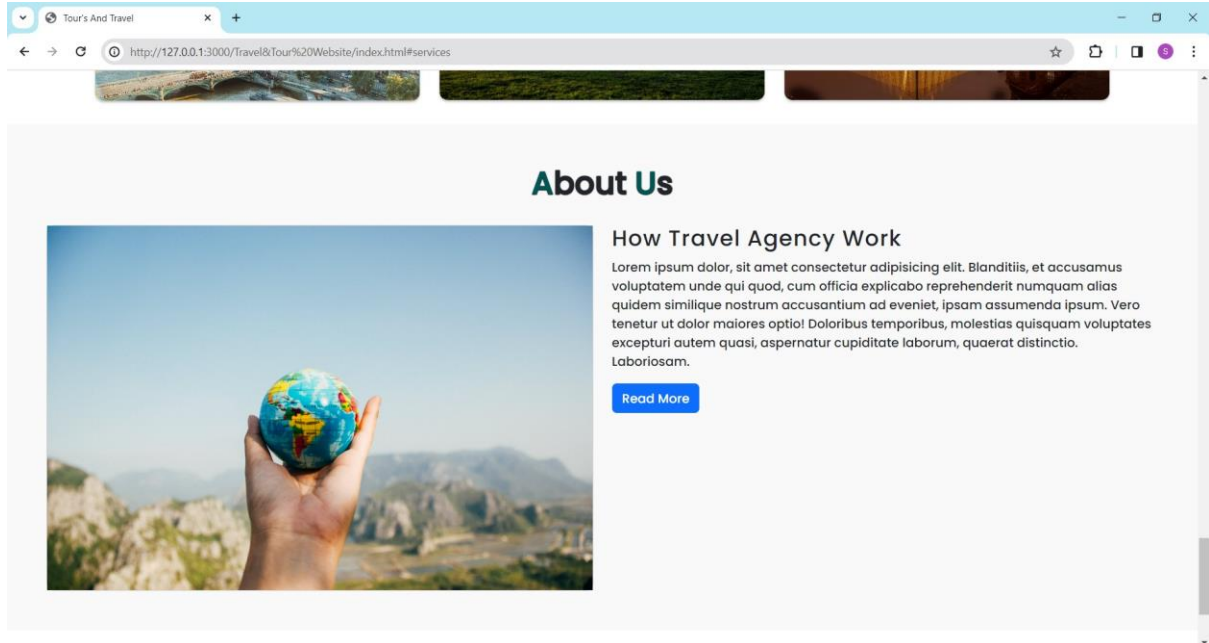 Tour's And Travel
http://127.0.0.1:3000/Travel&Tour%20Website/index.html#services
S
About Us
How Travel Agency Work
Lorem ipsum dolor, sit amet consectetur adipisicing elit. Blanditiis, et accusamus
voluptatem unde qui quod, cum officia explicabo reprehenderit numquam alias
quidem similique nostrum accusantium ad eveniet, ipsam assumenda ipsum. Vero
tenetur ut dolor maiores optio! Doloribus temporibus, molestias quisquam voluptates
excepturi autem quasi, aspernatur cupiditate laborum, quaerat distinctio.
Laboriosam.
Read More